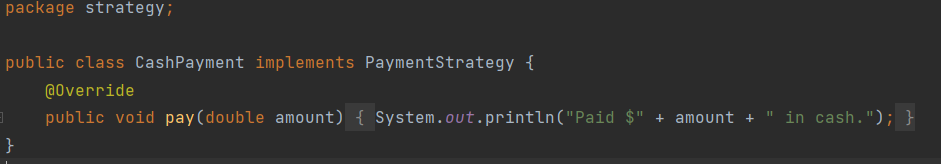 package strategy;
public class CashPayment implements PaymentStrategy {
@Override
public void pay(double amount) { System.out.println("Paid $" + amount + " in cash."); }
}